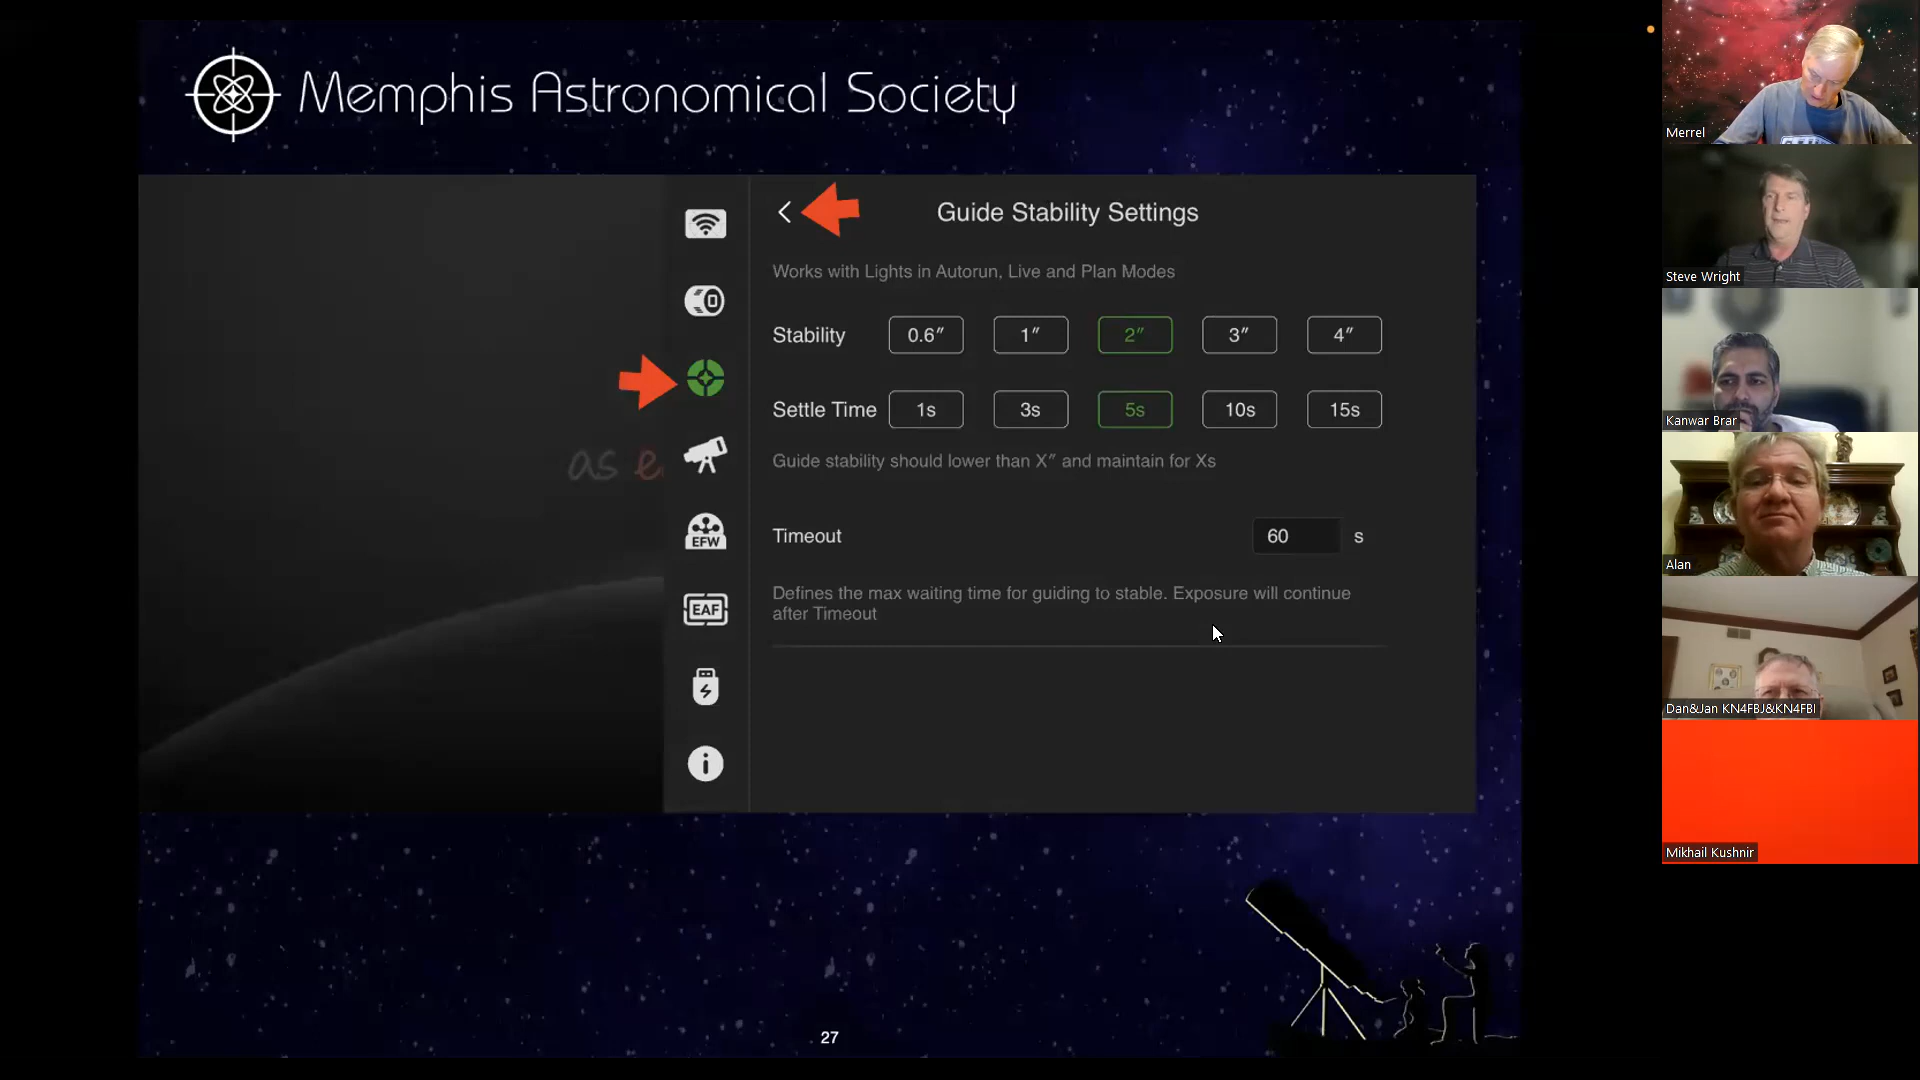 Memphis Astronomical Society
Guide Stability Settings
Works with Lights in Autorun, Live and Plan Modes
Stability 0.6″ 1″ 2″ 3″ 4″
Settle Time 1s 3s 5s 10s 15s
as e
Guide stability should lower than X″ and maintain for Xs
EFW
Timeout 60 s
Defines the max waiting time for guiding to stable. Exposure will continue
after Timeout
EAF
27
Merrel
Steve Wright
Kanwar Brar
Alan
Dan&Jan KN4FBJ&KN4FBI
Mikhail Kushnir